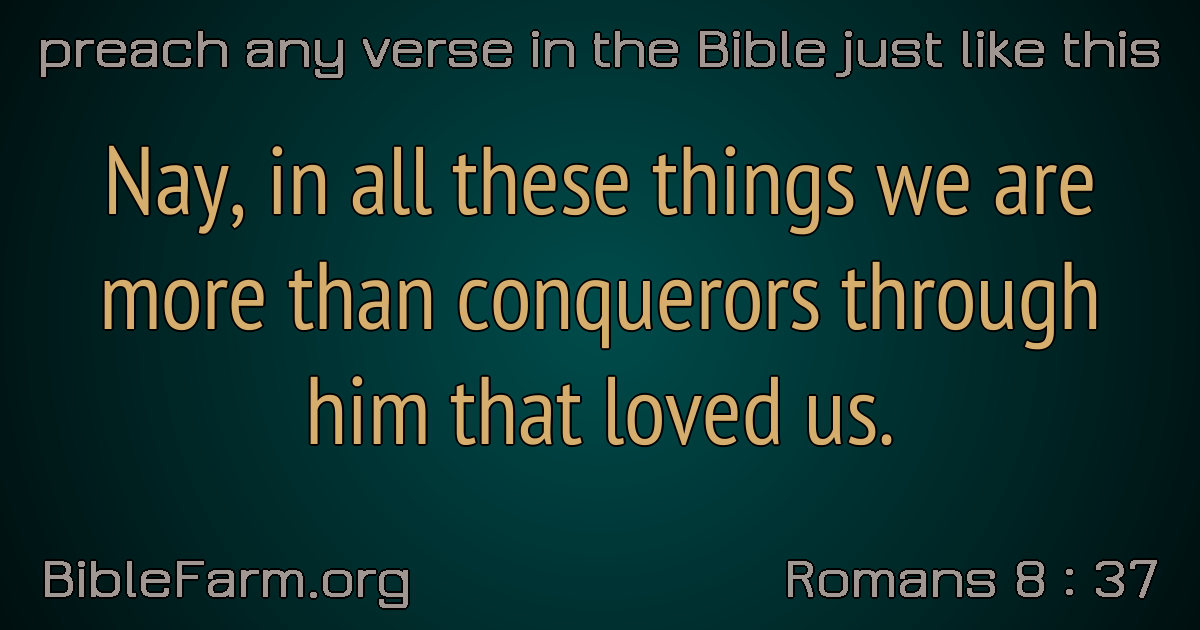 preach any verse in the Bible just like this
Nay, in all these things we are
more than conquerors through
him that loved us.
BibleFarm.org
Romans 8 : 37